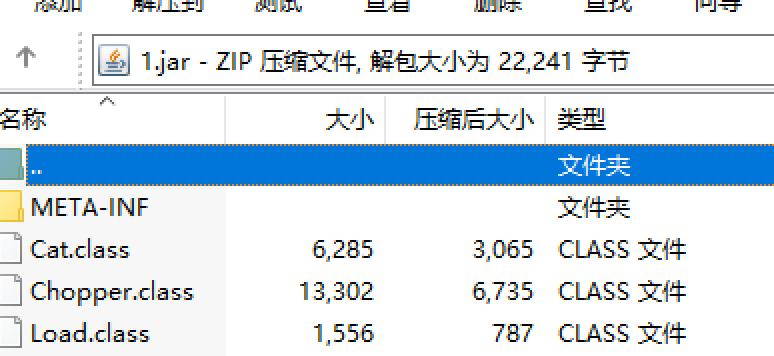 添加 解压到 测试 查看 删除 查找 向导
1.jar - ZIP 压缩文件, 解包大小为 22,241 字节
名称 大小 压缩后大小 类型
.. 文件夹
META-INF 文件夹
Cat.class 6,285 3,065 CLASS 文件
Chopper.class 13,302 6,735 CLASS 文件
Load.class 1,556 787 CLASS 文件